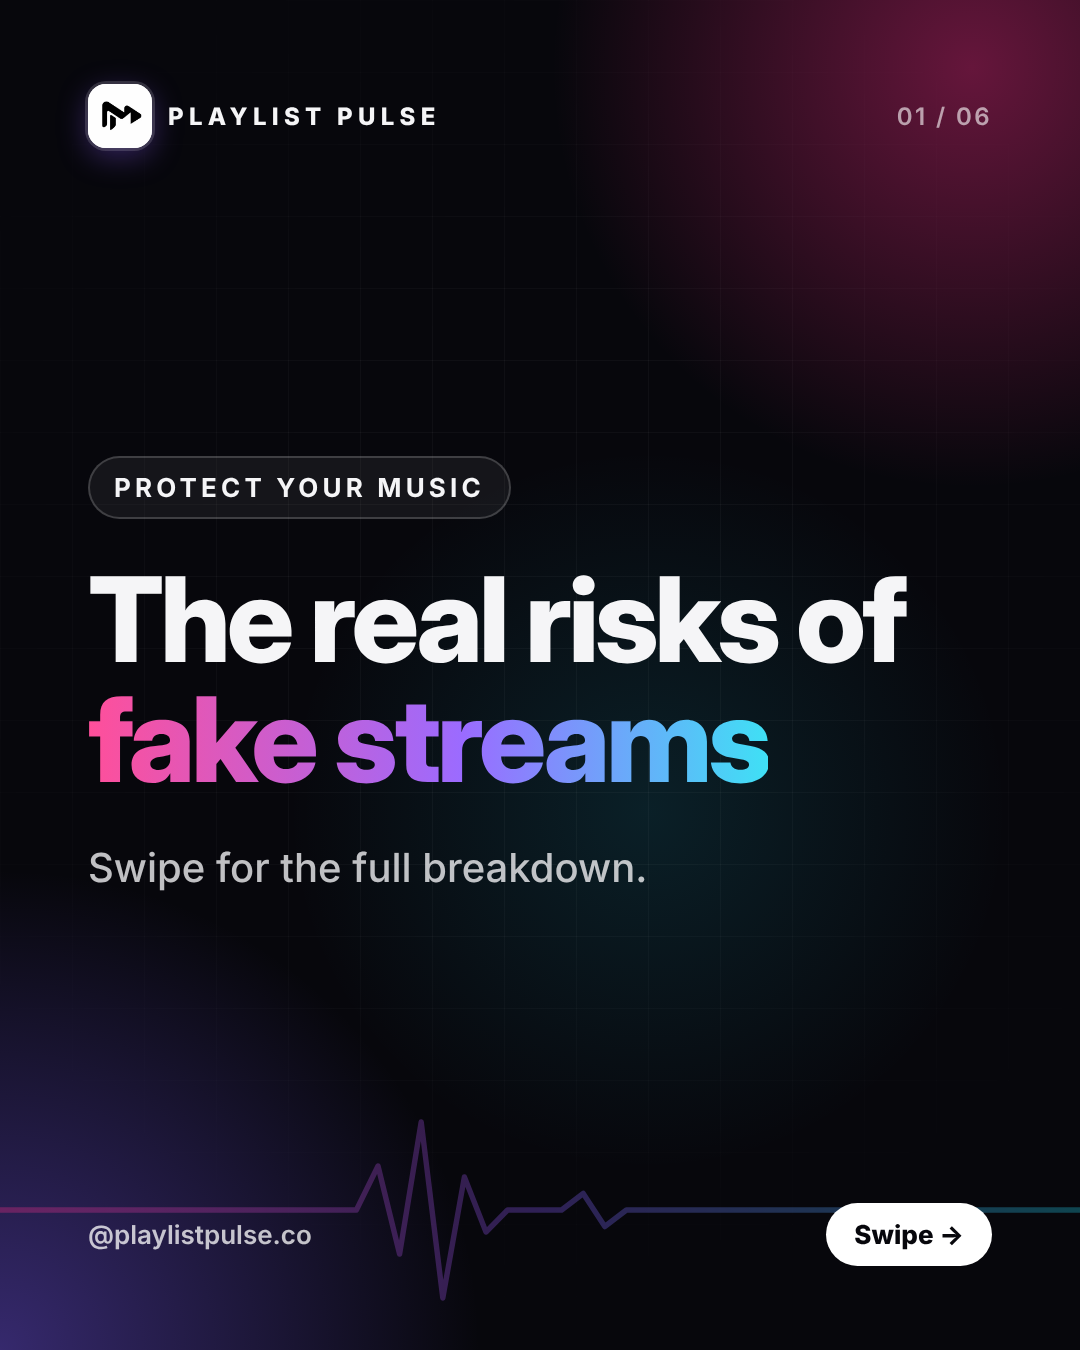 PLAYLIST PULSE
01 / 06
PROTECT YOUR MUSIC
The real risks of
fake streams
Swipe for the full breakdown.
@playlistpulse.co
Swipe →